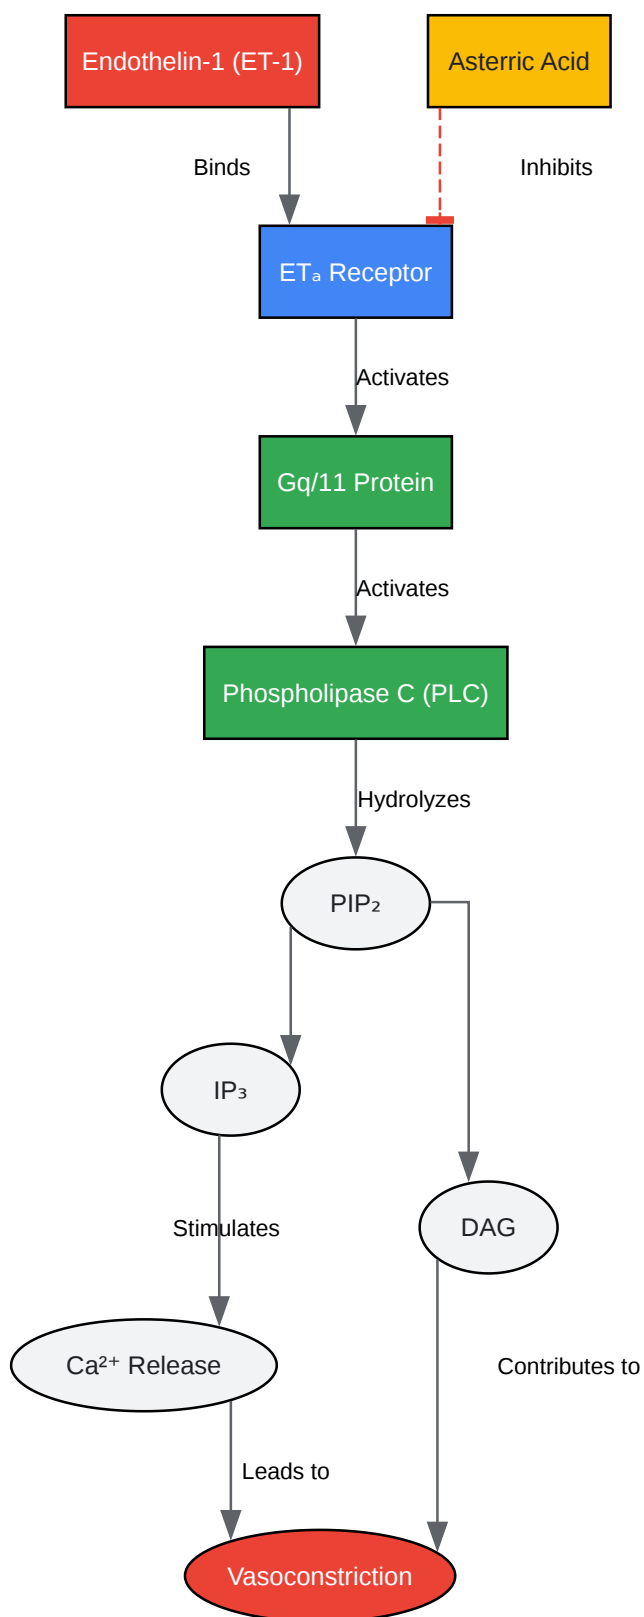 Endothelin-1 (ET-1)
Asterric Acid
Binds
Inhibits
ETₐ Receptor
Activates
Gq/11 Protein
Activates
Phospholipase C (PLC)
Hydrolyzes
PIP₂
IP₃
Stimulates
DAG
Ca²⁺ Release
Contributes to
Leads to
Vasoconstriction